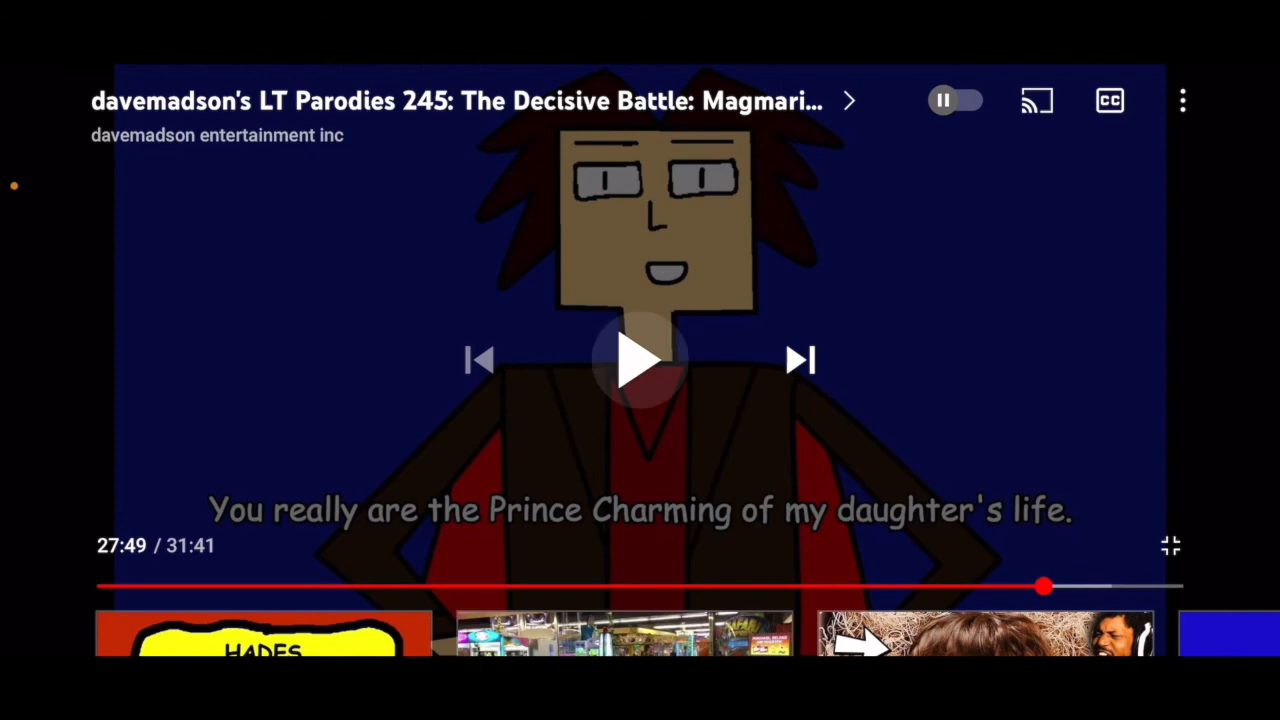 davemadson's LT Parodies 245: The Decisive Battle: Magmari...
davemadson entertainment inc
CC
You really are the Prince Charming of my daughter's life.
27:49 / 31:41
HADES